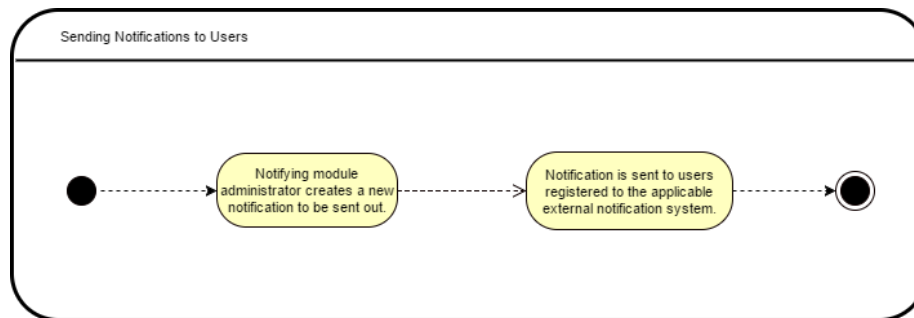 Sending Notifications to Users
Notifying module
administrator creates a new
notification to be sent out.
Notification is sent to users
registered to the applicable
external notification system.